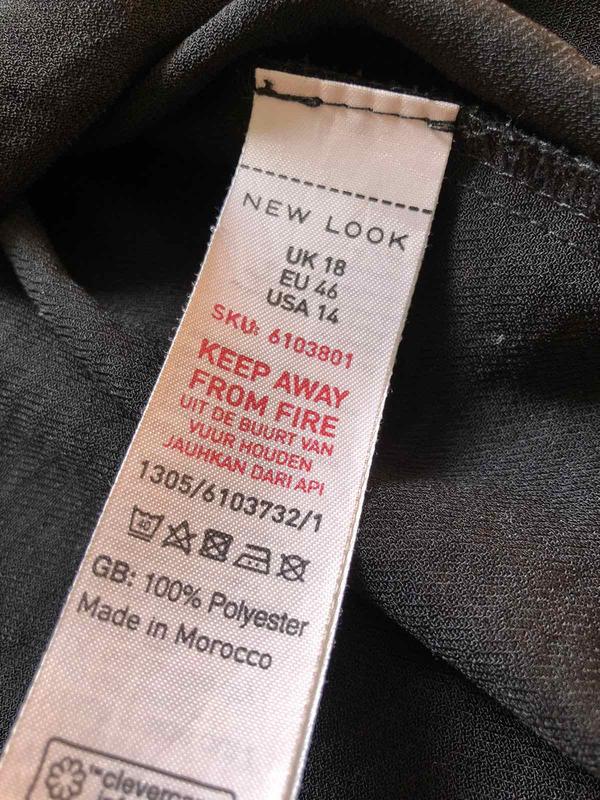 NEW LOOK
UK 18
EU 46
USA 14
SKU: 6103801
KEEP AWAY
FROM FIRE
UIT DE BUURT VAN
VUUR HOUDEN
JAUHKAN DARI API
1305/6103732/1
40
GB: 100% Polyester
Made in Morocco